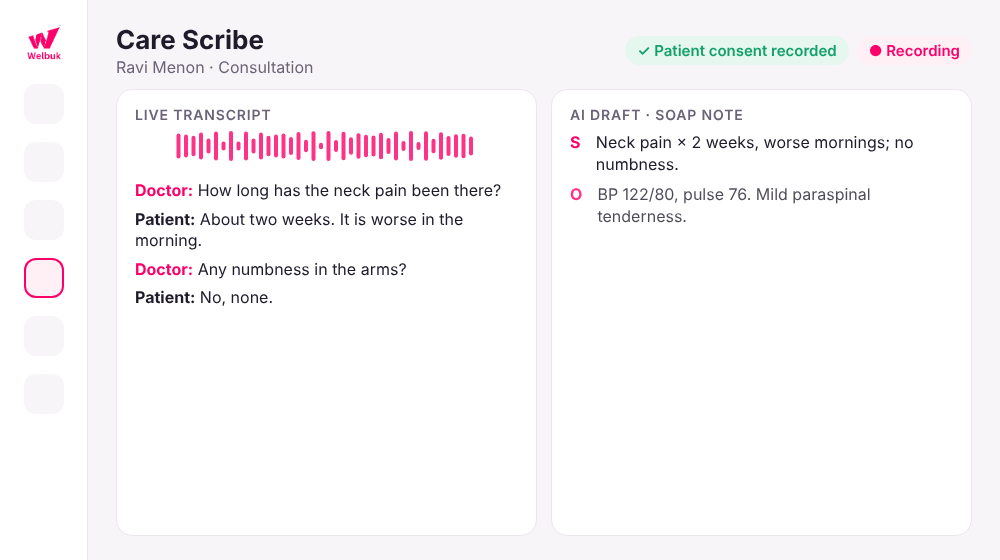 Welbuk
Care Scribe
Ravi Menon · Consultation
✓ Patient consent recorded
Recording
LIVE TRANSCRIPT
Doctor: How long has the neck pain been there?
Patient: About two weeks. It is worse in the
morning.
Doctor: Any numbness in the arms?
Patient: No, none.
AI DRAFT · SOAP NOTE
S Neck pain × 2 weeks, worse mornings; no
numbness.
O BP 122/80, pulse 76. Mild paraspinal
tenderness.